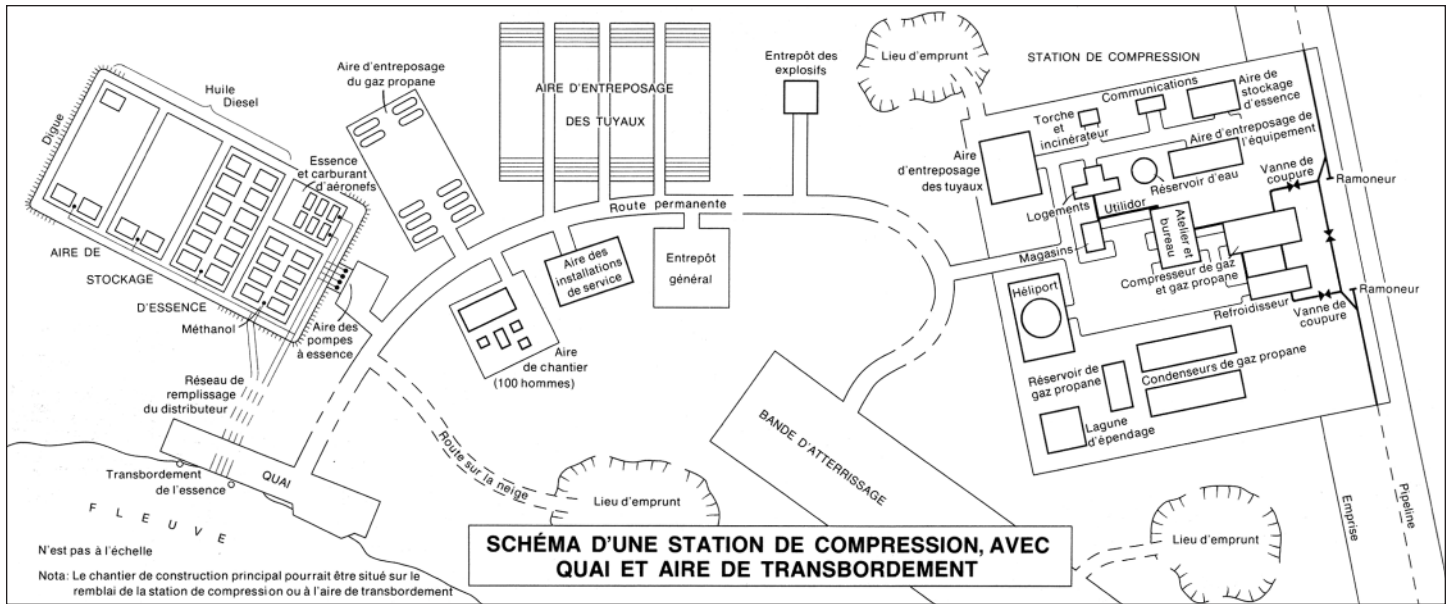 Digue
Huile
Diesel
Aire d'entreposage
du gaz propane
Essence
et carburant
d'aéronefs
AIRE DE
STOCKAGE
D'ESSENCE
Méthanol
Aire des
pompes
à essence
Réseau de
remplissage
du distributeur
Transbordement
de l'essence
QUAI
FLEUVE
N'est pas à l'échelle
Nota: Le chantier de construction principal pourrait être situé sur le
remblai de la station de compression ou à l'aire de transbordement
AIRE D'ENTREPOSAGE
DES TUYAUX
Entrepôt des
explosifs
Route permanente
Aire des
installations
de service
Entrepôt
général
Aire
de chantier
(100 hommes)
Route sur la neige
Lieu d'emprunt
BANDE D'ATTERRISSAGE
SCHÉMA D'UNE STATION DE COMPRESSION, AVEC
QUAI ET AIRE DE TRANSBORDEMENT
Lieu d'emprunt
STATION DE COMPRESSION
Communications
Aire de
stockage
d'essence
Torche
et
incinérateur
Aire d'entreposage de
l'équipement
Aire
d'entreposage
des tuyaux
Réservoir d'eau
Vanne de
coupure
Ramoneur
Logements
Utilidor
Atelier et
bureau
Magasins
Compresseur de gaz
et gaz propane
Héliport
Refroidisseur
Ramoneur
Vanne de
coupure
Réservoir de
gaz propane
Condenseurs de gaz propane
Lagune
d'épendage
Lieu d'emprunt
Emprise
Pipeline